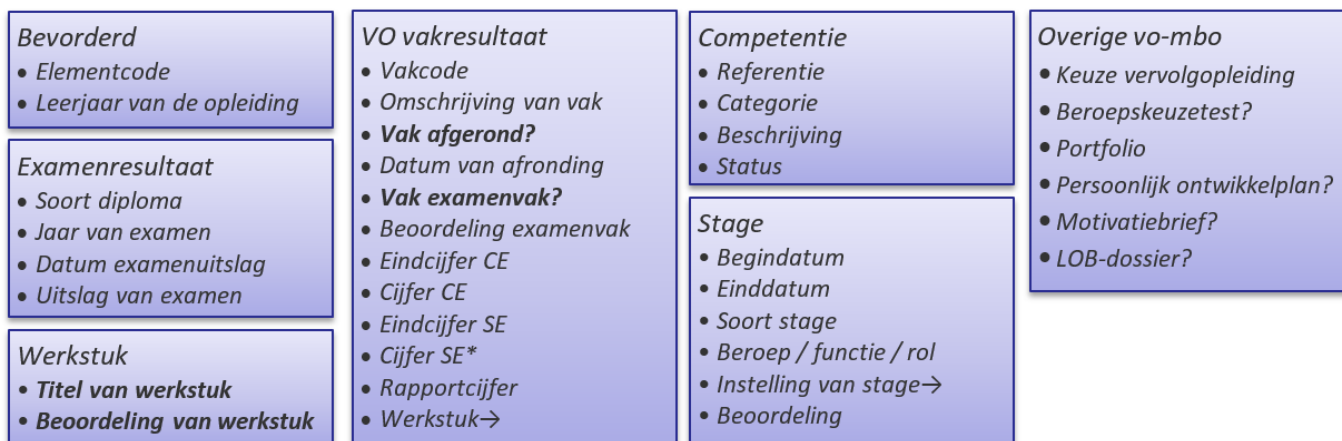 Bevorderd
• Elementcode
• Leerjaar van de opleiding
Examenresultaat
• Soort diploma
• Jaar van examen
• Datum examenuitslag
• Uitslag van examen
Werkstuk
• Titel van werkstuk
• Beoordeling van werkstuk
VO vakresultaat
• Vakcode
• Omschrijving van vak
• Vak afgerond?
• Datum van afronding
• Vak examenvak?
• Beoordeling examenvak
• Eindcijfer CE
• Cijfer CE
• Eindcijfer SE
• Cijfer SE*
• Rapportcijfer
• Werkstuk→
Competentie
• Referentie
• Categorie
• Beschrijving
• Status
Stage
• Begindatum
• Einddatum
• Soort stage
• Beroep / functie / rol
• Instelling van stage→
• Beoordeling
Overige vo-mbo
• Keuze vervolgopleiding
• Beroepskeuzetest?
• Portfolio
• Persoonlijk ontwikkelplan?
• Motivatiebrief?
• LOB-dossier?